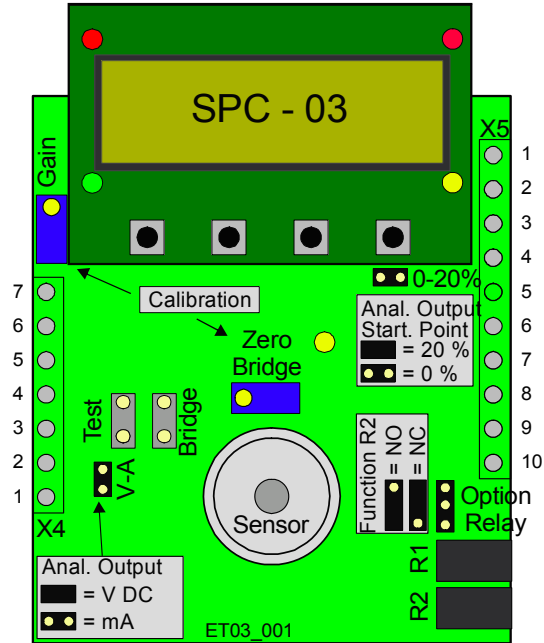 SPC - 03
X5
Gain
1
2
3
4
5
6
7
8
9
10
0-20%
Calibration
Anal. Output
Start. Point
= 20 %
= 0 %
7
6
5
4
3
2
1
X4
Zero
Bridge
Test
Bridge
V-A
Sensor
Function R2
= NO
= NC
Option
Relay
R1
R2
Anal. Output
= V DC
= mA
ET03_001